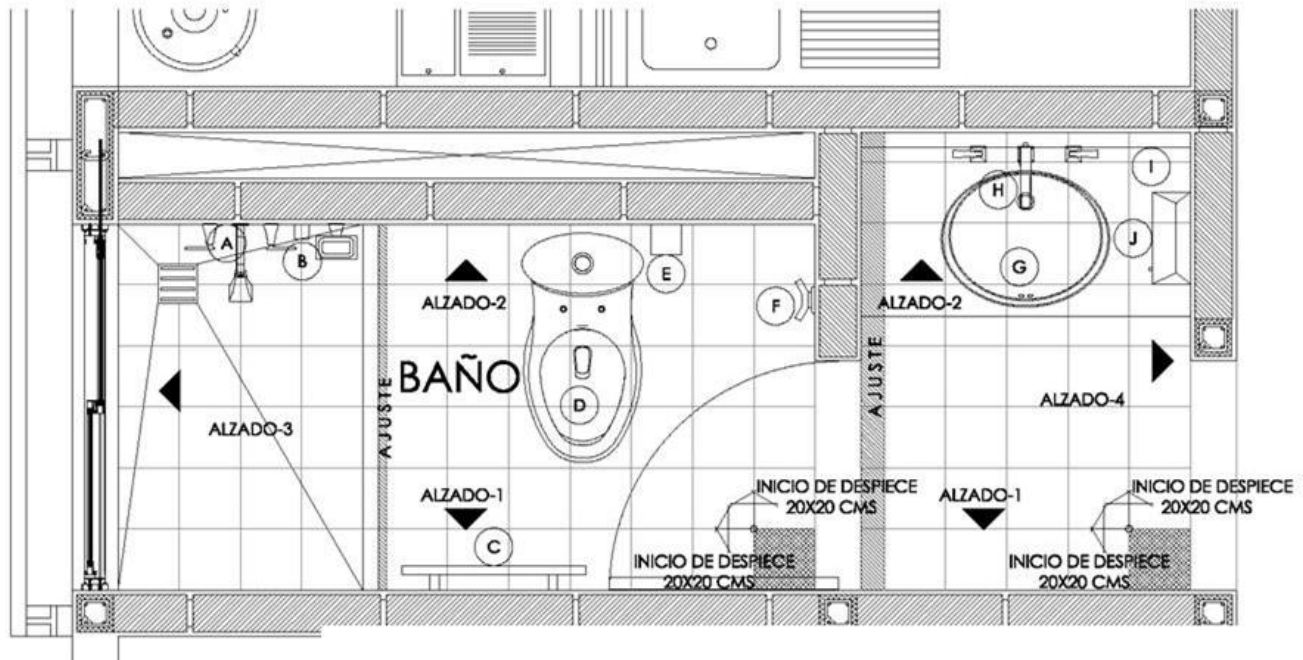 A
B
E
H
I
J
G
ALZADO-2
F
ALZADO-2
BAÑO
AJUSTE
AJUSTE
D
ALZADO-3
ALZADO-4
ALZADO-1
INICIO DE DESPIECE
20X20 CMS
ALZADO-1
INICIO DE DESPIECE
20X20 CMS
C
INICIO DE DESPIECE
20X20 CMS
INICIO DE DESPIECE
20X20 CMS